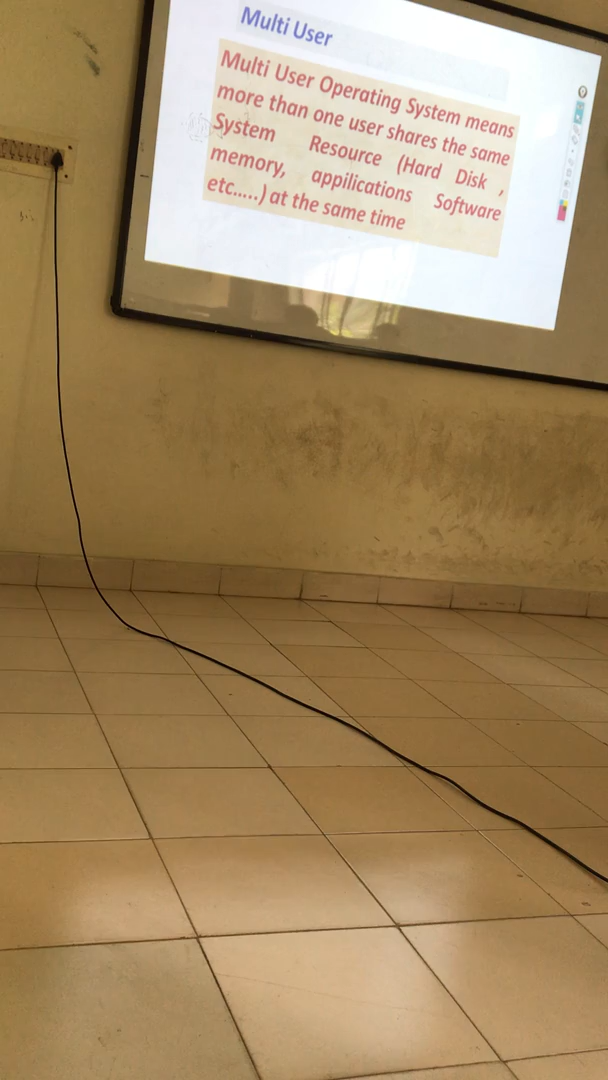 Multi User
Multi User Operating System means
more than one user shares the same
System Resource (Hard Disk ,
memory, appilications Software
etc.....) at the same time